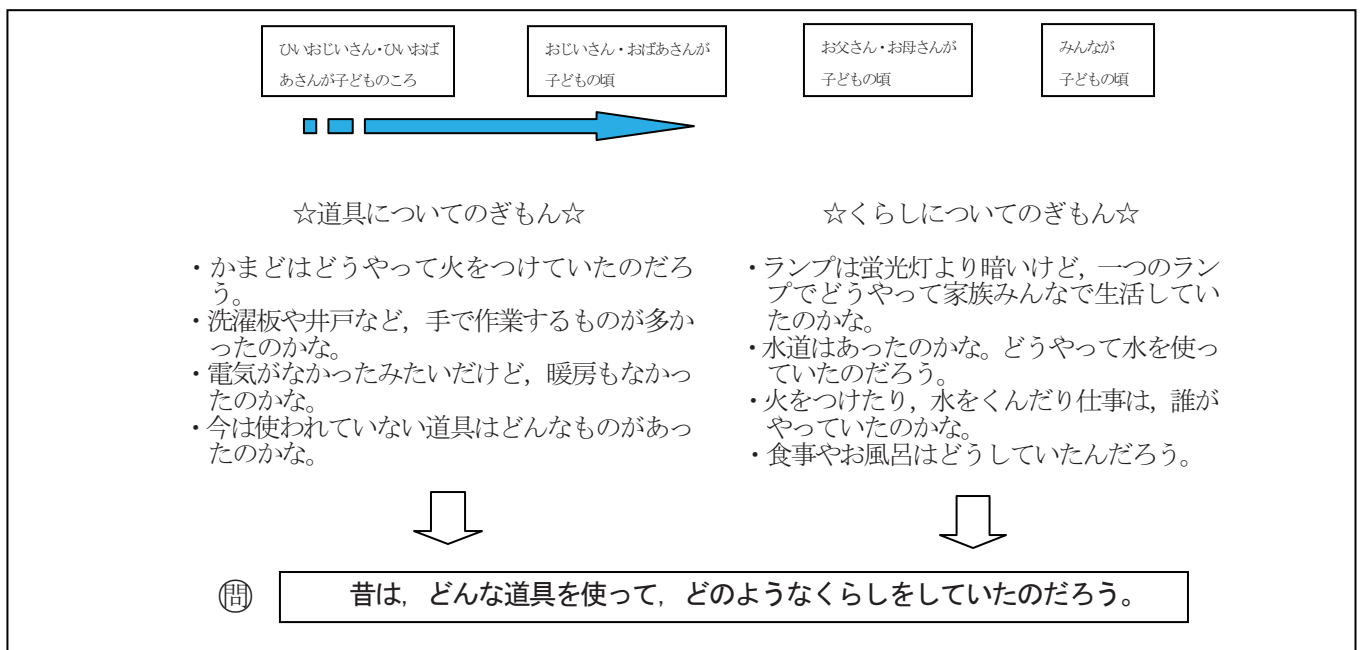 ひいおじいさん・ひいおば
あさんが子どものころ
おじいさん・おばあさんが
子どもの頃
お父さん・お母さんが
子どもの頃
みんなが
子どもの頃
☆道具についてのぎもん☆
・かまどはどうやって火をつけていたのだろ
う。
・洗濯板や井戸など，手で作業するものが多か
ったのかな。
・電気がなかったみたいだけど，暖房もなかっ
たのかな。
・今は使われていない道具はどんなものがあっ
たのかな。
☆くらしについてのぎもん☆
・ランプは蛍光灯より暗いけど，一つのラン
プでどうやって家族みんなで生活してい
たのかな。
・水道はあったのかな。どうやって水を使っ
ていたのだろう。
・火をつけたり，水をくんだり仕事は，誰が
やっていたのかな。
・食事やお風呂はどうしていたんだろう。
㉄ 昔は，どんな道具を使って，どのようなくらしをしていたのだろう。